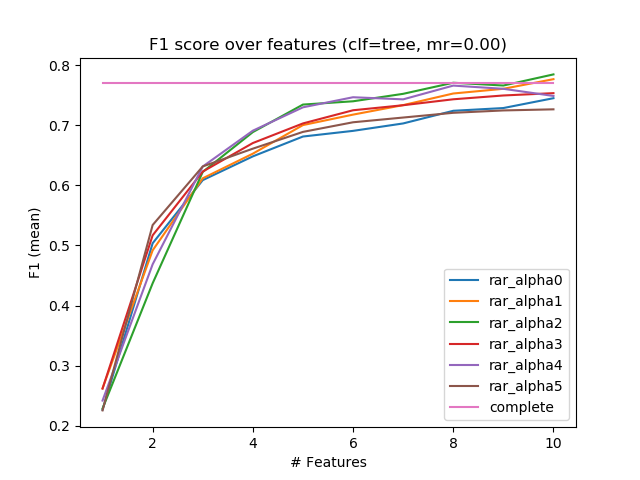 F1 score over features (clf=tree, mr=0.00)
0.8
0.7
0.6
0.5
0.4
0.3
0.2
F1 (mean)
2
4
6
8
10
# Features
rar_alpha0
rar_alpha1
rar_alpha2
rar_alpha3
rar_alpha4
rar_alpha5
complete